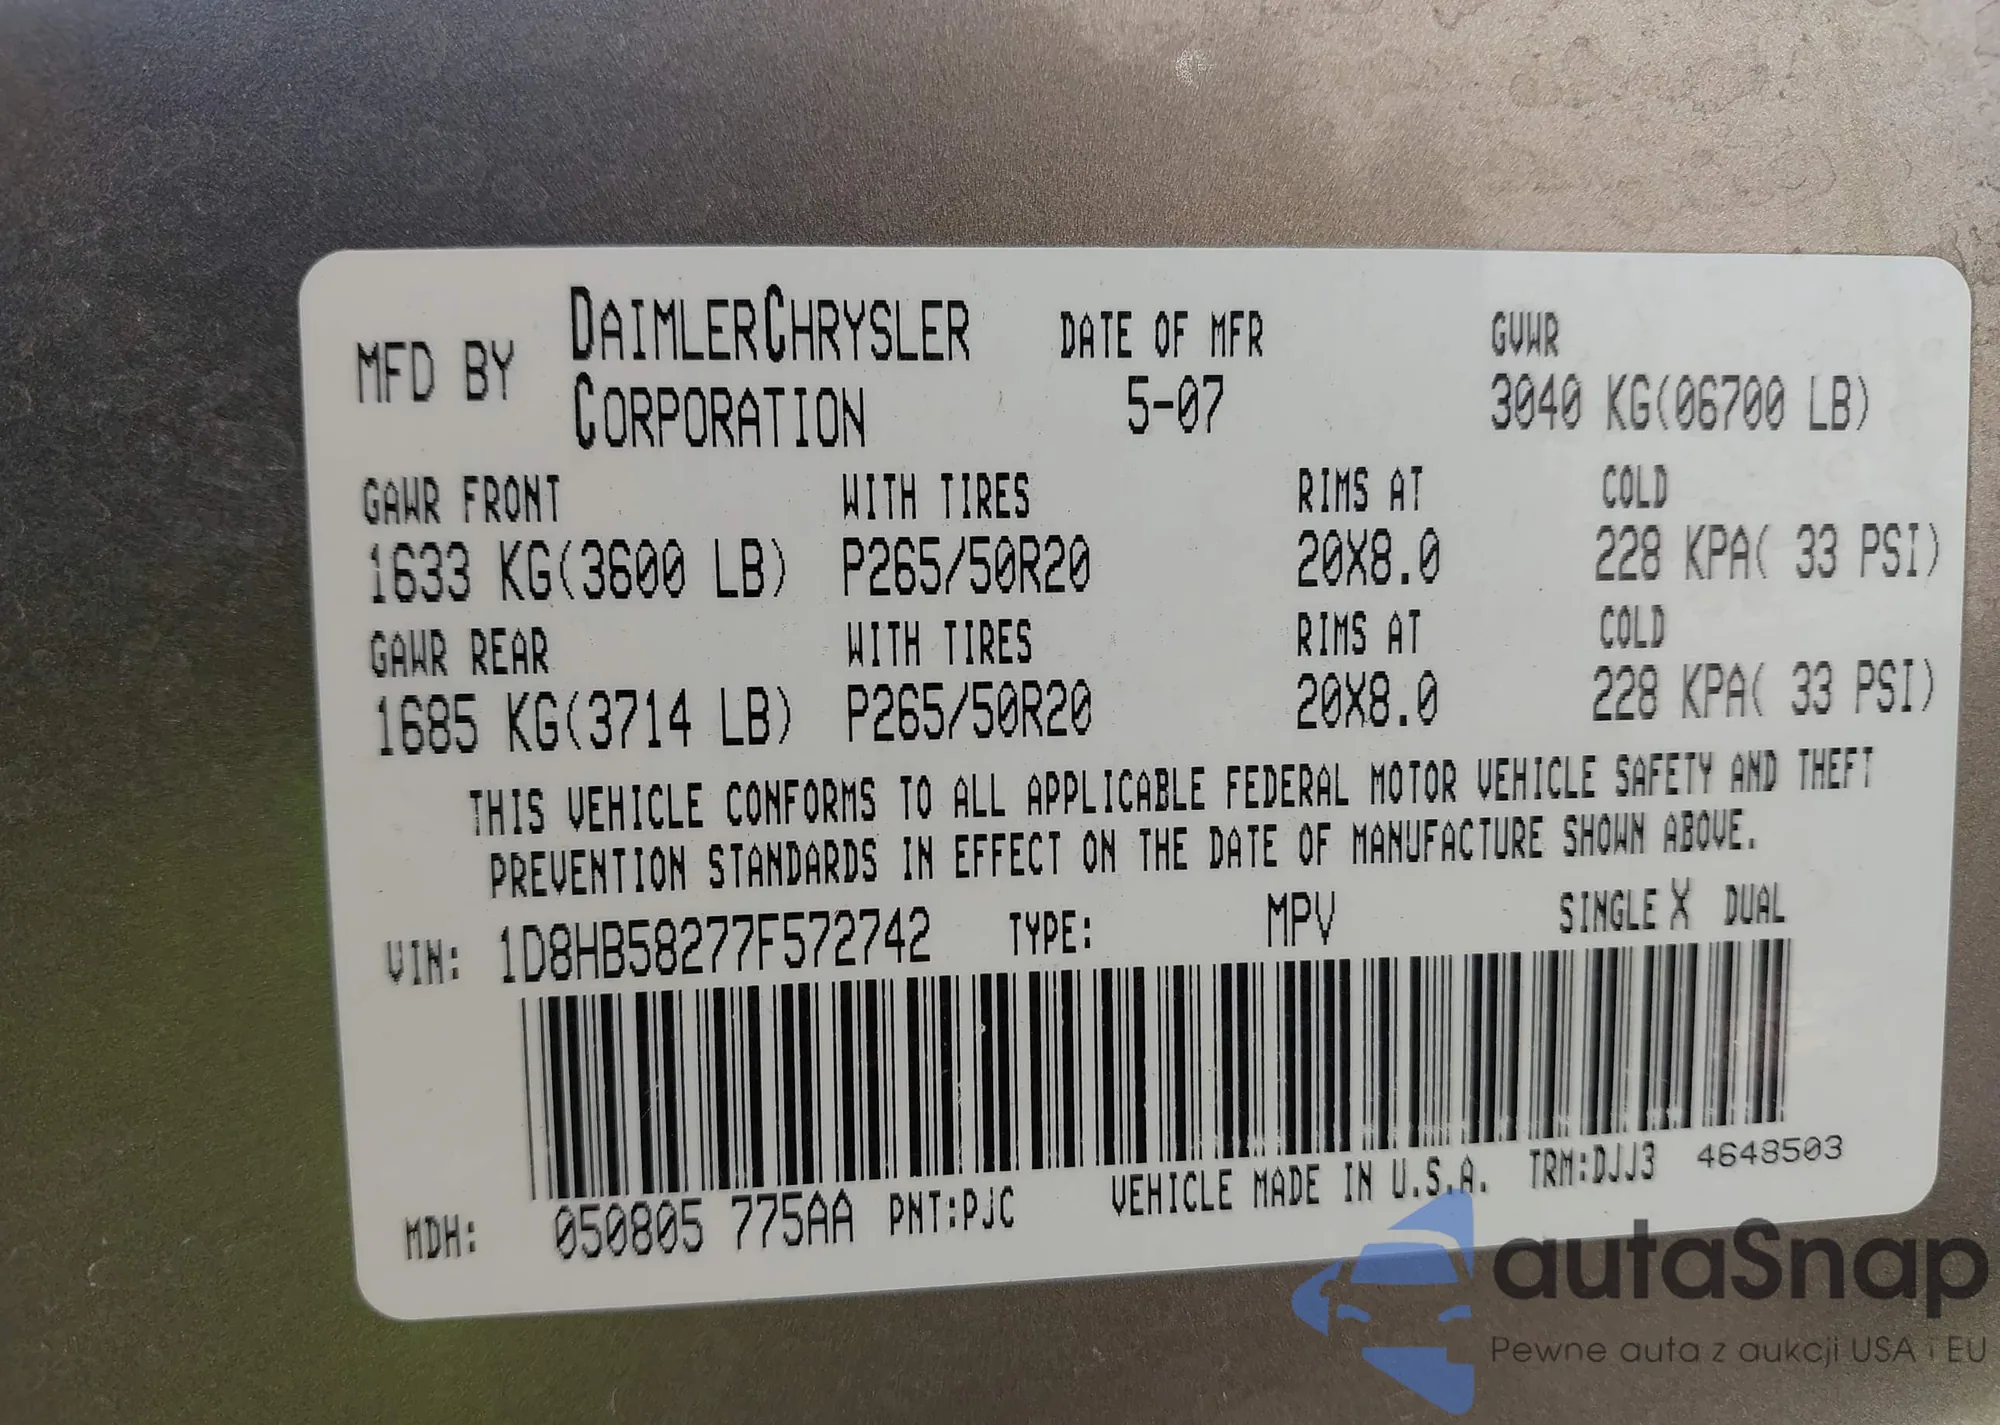 MFD BY DAIMLERCHRYSLER CORPORATION DATE OF MFR 5-07 GVWR 3040 KG(06700 LB)
GAWR FRONT WITH TIRES RIMS AT COLD
1633 KG(3600 LB) P265/50R20 20X8.0 228 KPA( 33 PSI)
GAWR REAR WITH TIRES RIMS AT COLD
1685 KG(3714 LB) P265/50R20 20X8.0 228 KPA( 33 PSI)
THIS VEHICLE CONFORMS TO ALL APPLICABLE FEDERAL MOTOR VEHICLE SAFETY AND THEFT
PREVENTION STANDARDS IN EFFECT ON THE DATE OF MANUFACTURE SHOWN ABOVE.
VIN: 1D8HB58277F572742 TYPE: MPV SINGLE X DUAL
MDH: 050805 775AA PNT:PJC VEHICLE MADE IN U.S.A. TRM:DJJ3 4648503
autaSnap
Pewne auta z aukcji USA i EU